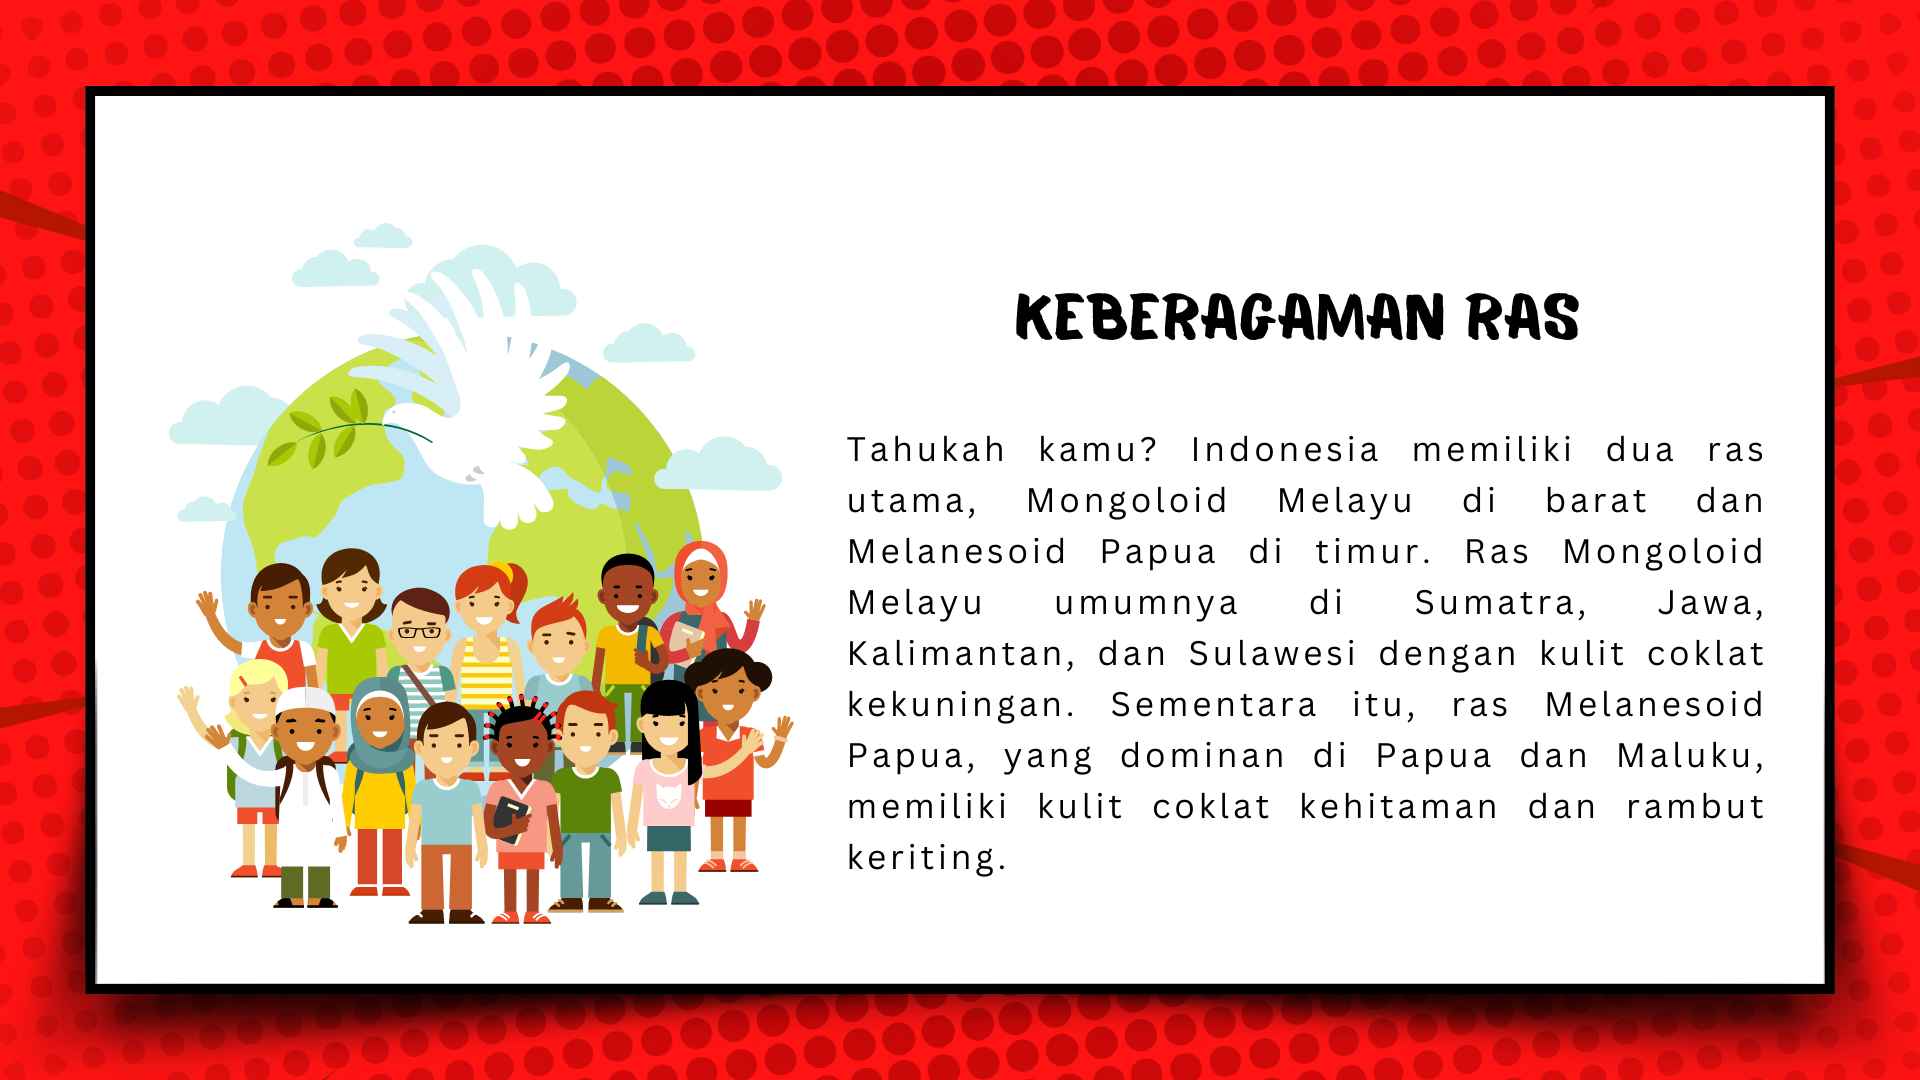 KEBERAGAMAN RAS
Tahukah kamu? Indonesia memiliki dua ras
utama, Mongoloid Melayu di barat dan
Melanesoid Papua di timur. Ras Mongoloid
Melayu umumnya di Sumatra, Jawa,
Kalimantan, dan Sulawesi dengan kulit coklat
kekuningan. Sementara itu, ras Melanesoid
Papua, yang dominan di Papua dan Maluku,
memiliki kulit coklat kehitaman dan rambut
keriting.